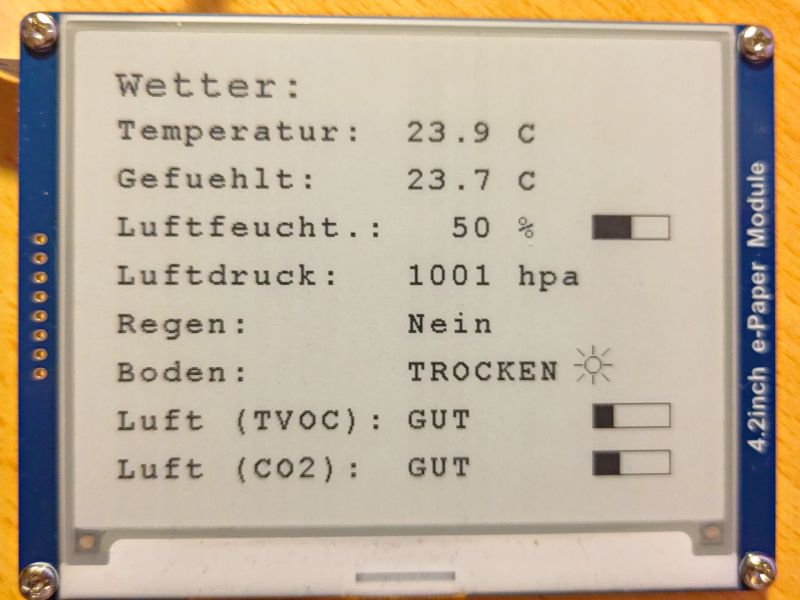 Wetter:
Temperatur: 23.9 C
Gefuehlt: 23.7 C
Luftfeucht.: 50 %
Luftdruck: 1001 hpa
Regen: Nein
Boden: TROCKEN
Luft (TVOC): GUT
Luft (CO2): GUT
4.2inch e-Paper Module